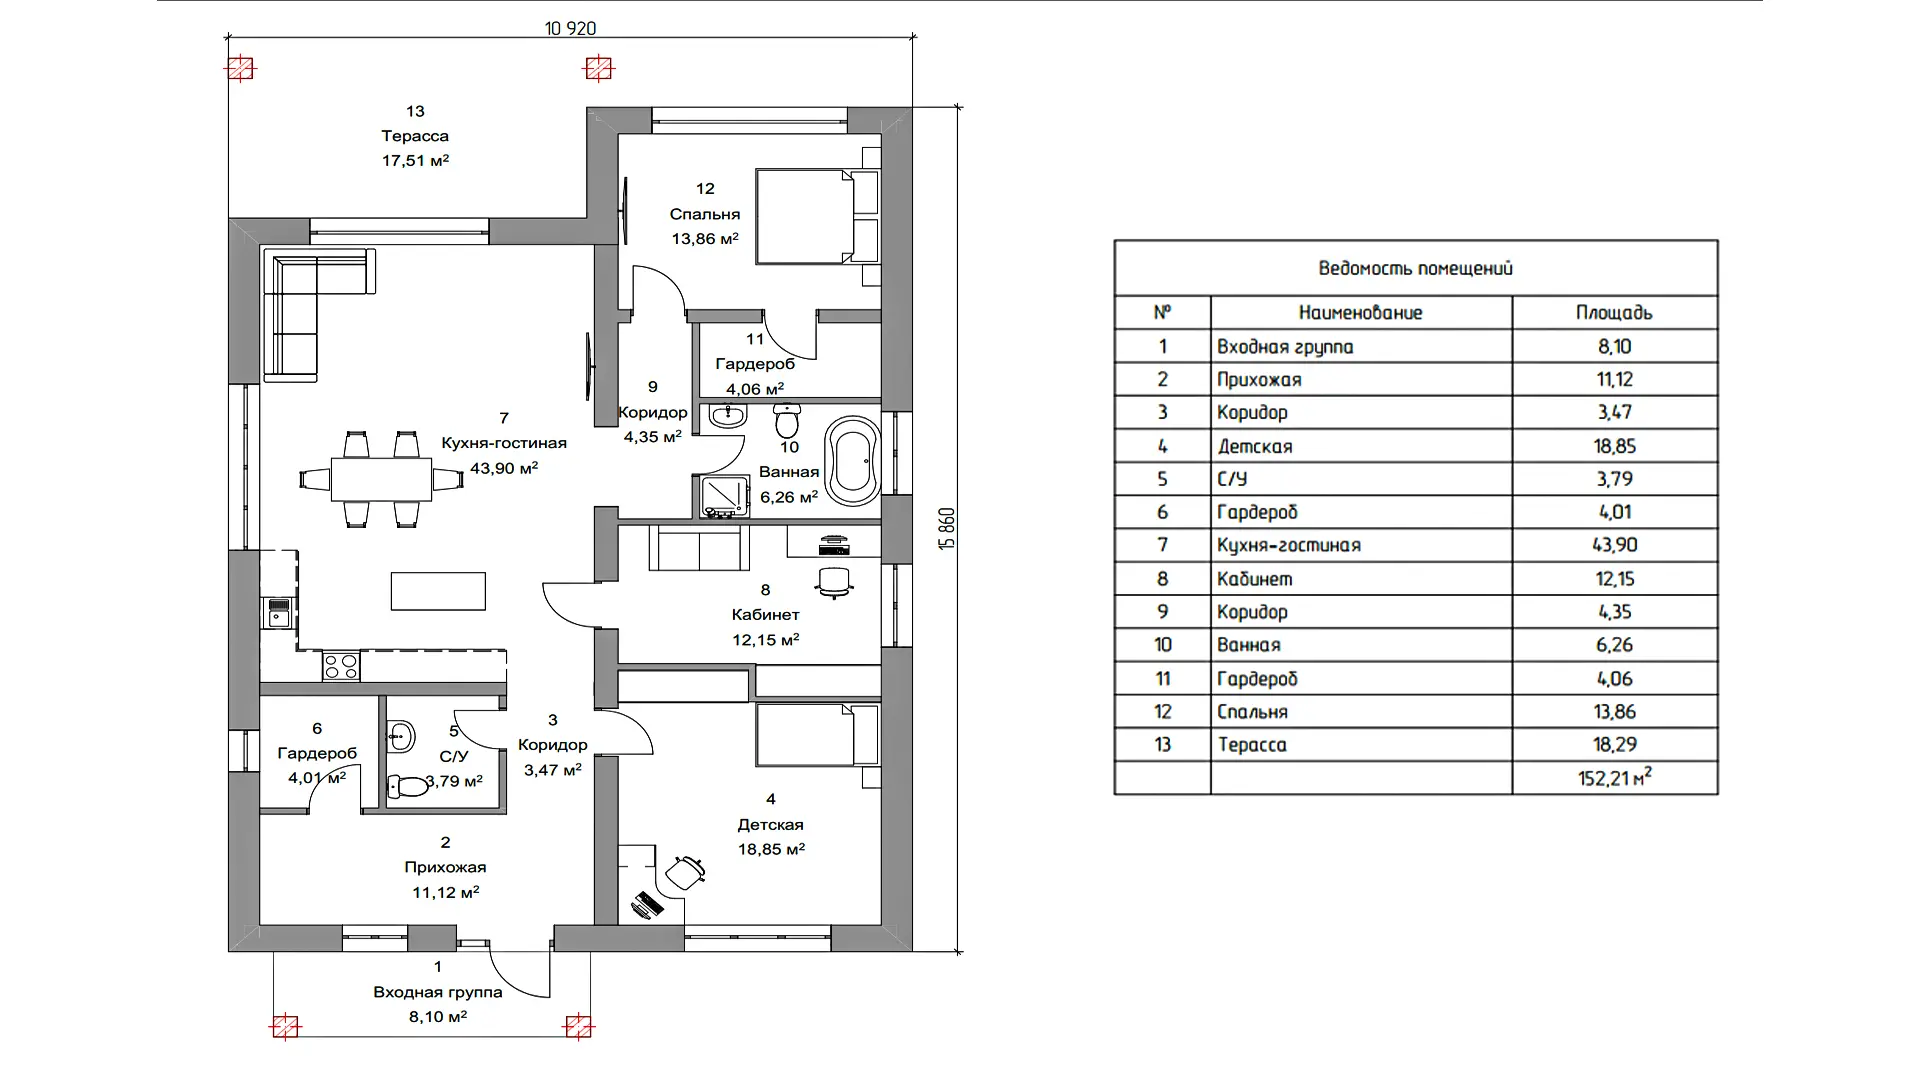 10 920
13
Терасса
17,51 м²
12
Спальня
13,86 м²
11
Гардероб
4,06 м²
9
Коридор
4,35 м²
7
Кухня-гостиная
43,90 м²
10
Ванная
6,26 м²
15 860
8
Кабинет
12,15 м²
6
Гардероб
4,01 м²
5
С/У
3,79 м²
3
Коридор
3,47 м²
4
Детская
18,85 м²
2
Прихожая
11,12 м²
1
Входная группа
8,10 м²
Ведомость помещений
№ Наименование Площадь
1 Входная группа 8,10
2 Прихожая 11,12
3 Коридор 3,47
4 Детская 18,85
5 С/У 3,79
6 Гардероб 4,01
7 Кухня-гостиная 43,90
8 Кабинет 12,15
9 Коридор 4,35
10 Ванная 6,26
11 Гардероб 4,06
12 Спальня 13,86
13 Терасса 18,29
152,21 м²